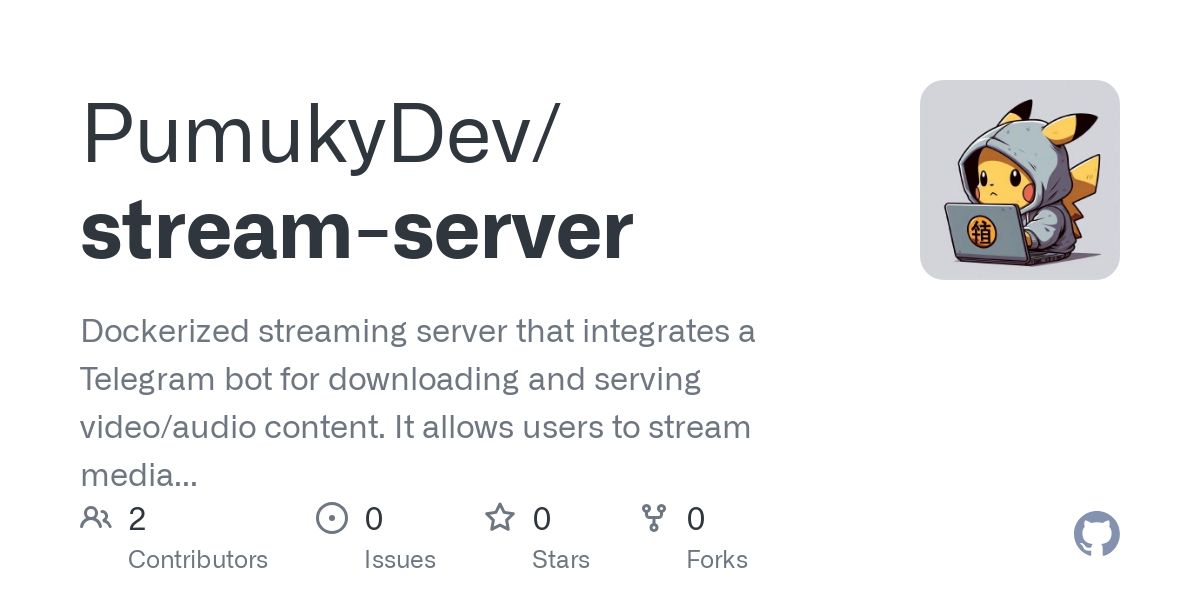 PumukyDev/
stream-server
Dockerized streaming server that integrates a
Telegram bot for downloading and serving
video/audio content. It allows users to stream
media...
2
Contributors
0
Issues
0
Stars
0
Forks